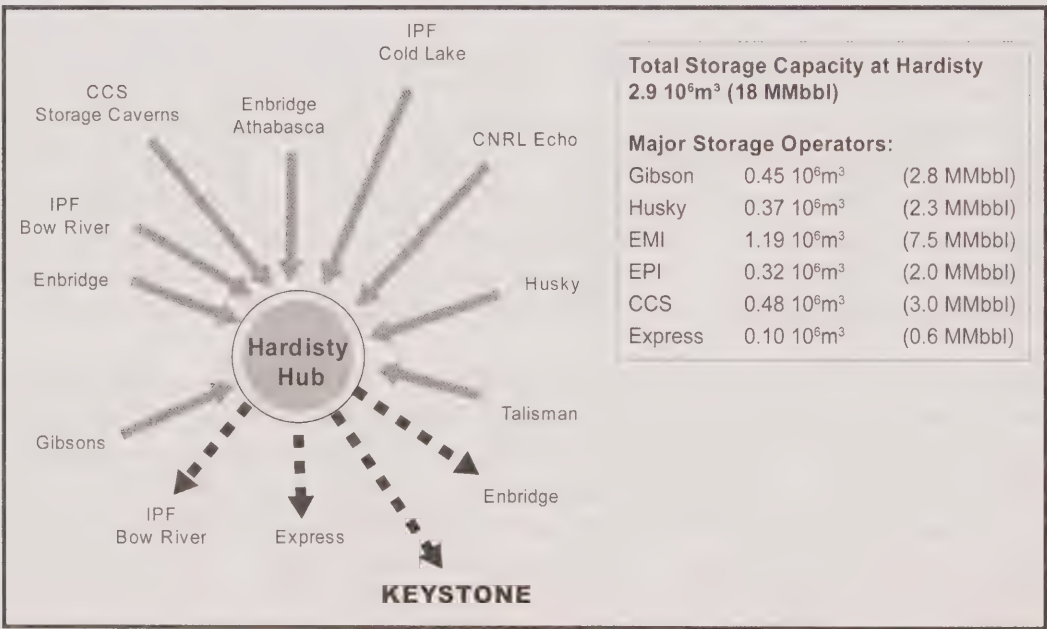 IPF
Cold Lake
CCS
Storage Caverns
Enbridge
Athabasca
CNRL Echo
IPF
Bow River
Enbridge
Husky
Hardisty
Hub
Talisman
Gibsons
Enbridge
IPF
Bow River
Express
KEYSTONE
Total Storage Capacity at Hardisty
2.9 10⁶m³ (18 MMbbl)
Major Storage Operators:
Gibson 0.45 10⁶m³ (2.8 MMbbl)
Husky 0.37 10⁶m³ (2.3 MMbbl)
EMI 1.19 10⁶m³ (7.5 MMbbl)
EPI 0.32 10⁶m³ (2.0 MMbbl)
CCS 0.48 10⁶m³ (3.0 MMbbl)
Express 0.10 10⁶m³ (0.6 MMbbl)